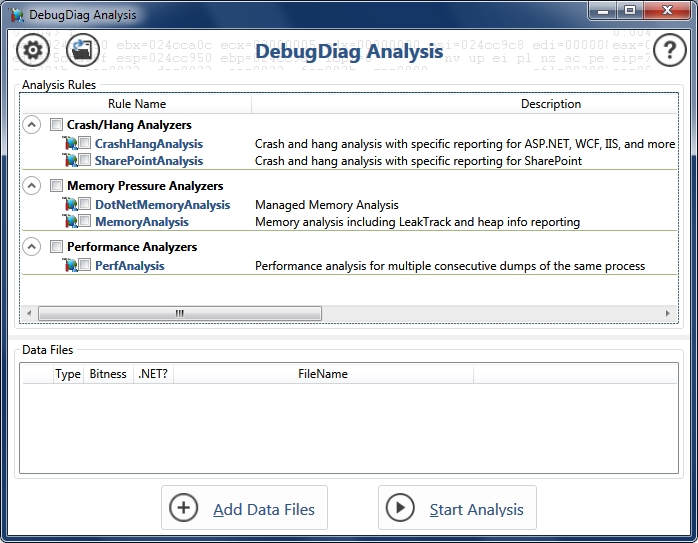 DebugDiag Analysis
DebugDiag Analysis
?
Analysis Rules
Rule Name Description
Crash/Hang Analyzers
CrashHangAnalysis Crash and hang analysis with specific reporting for ASP.NET, WCF, IIS, and more
SharePointAnalysis Crash and hang analysis with specific reporting for SharePoint
Memory Pressure Analyzers
DotNetMemoryAnalysis Managed Memory Analysis
MemoryAnalysis Memory analysis including LeakTrack and heap info reporting
Performance Analyzers
PerfAnalysis Performance analysis for multiple consecutive dumps of the same process
Data Files
Type Bitness .NET? FileName
Add Data Files Start Analysis